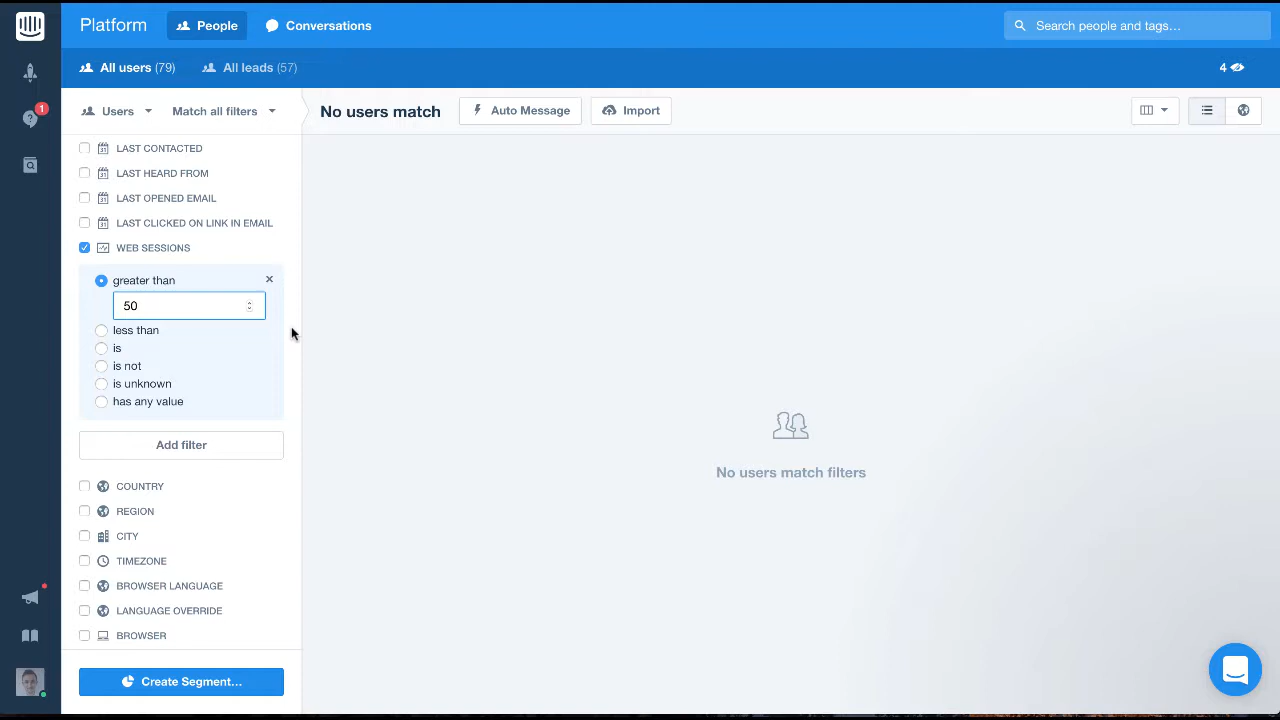 Platform
People
Conversations
Search people and tags...
All users (79)
All leads (57)
4
1
Users
Match all filters
No users match
Auto Message
Import
LAST CONTACTED
LAST HEARD FROM
LAST OPENED EMAIL
LAST CLICKED ON LINK IN EMAIL
WEB SESSIONS
greater than
50
less than
is
is not
is unknown
has any value
Add filter
COUNTRY
REGION
CITY
TIMEZONE
BROWSER LANGUAGE
LANGUAGE OVERRIDE
BROWSER
Create Segment...
No users match filters